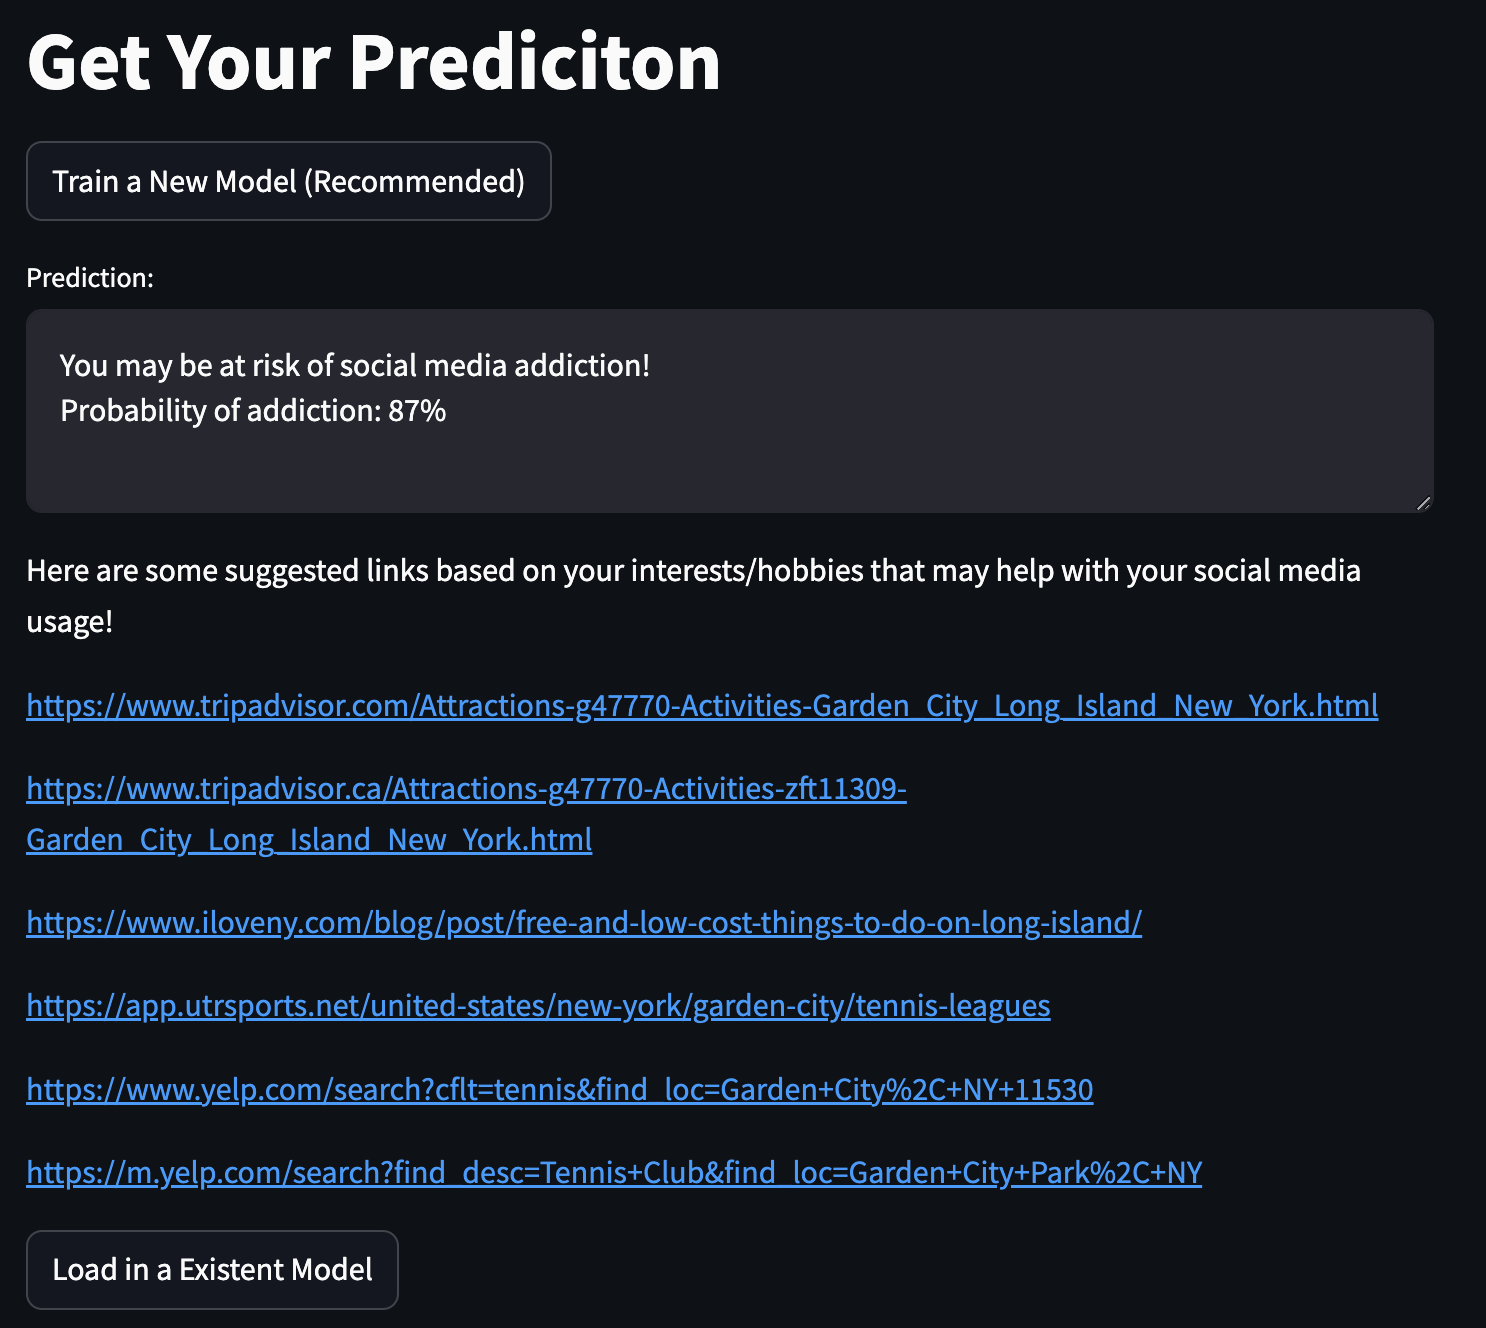 Get Your Prediciton
Train a New Model (Recommended)
Prediction:
You may be at risk of social media addiction!
Probability of addiction: 87%
Here are some suggested links based on your interests/hobbies that may help with your social media
usage!
https://www.tripadvisor.com/Attractions-g47770-Activities-Garden_City_Long_Island_New_York.html
https://www.tripadvisor.ca/Attractions-g47770-Activities-zft11309-
Garden_City_Long_Island_New_York.html
https://www.iloveny.com/blog/post/free-and-low-cost-things-to-do-on-long-island/
https://app.utrsports.net/united-states/new-york/garden-city/tennis-leagues
https://www.yelp.com/search?cflt=tennis&find_loc=Garden+City%2C+NY+11530
https://m.yelp.com/search?find_desc=Tennis+Club&find_loc=Garden+City+Park%2C+NY
Load in a Existent Model